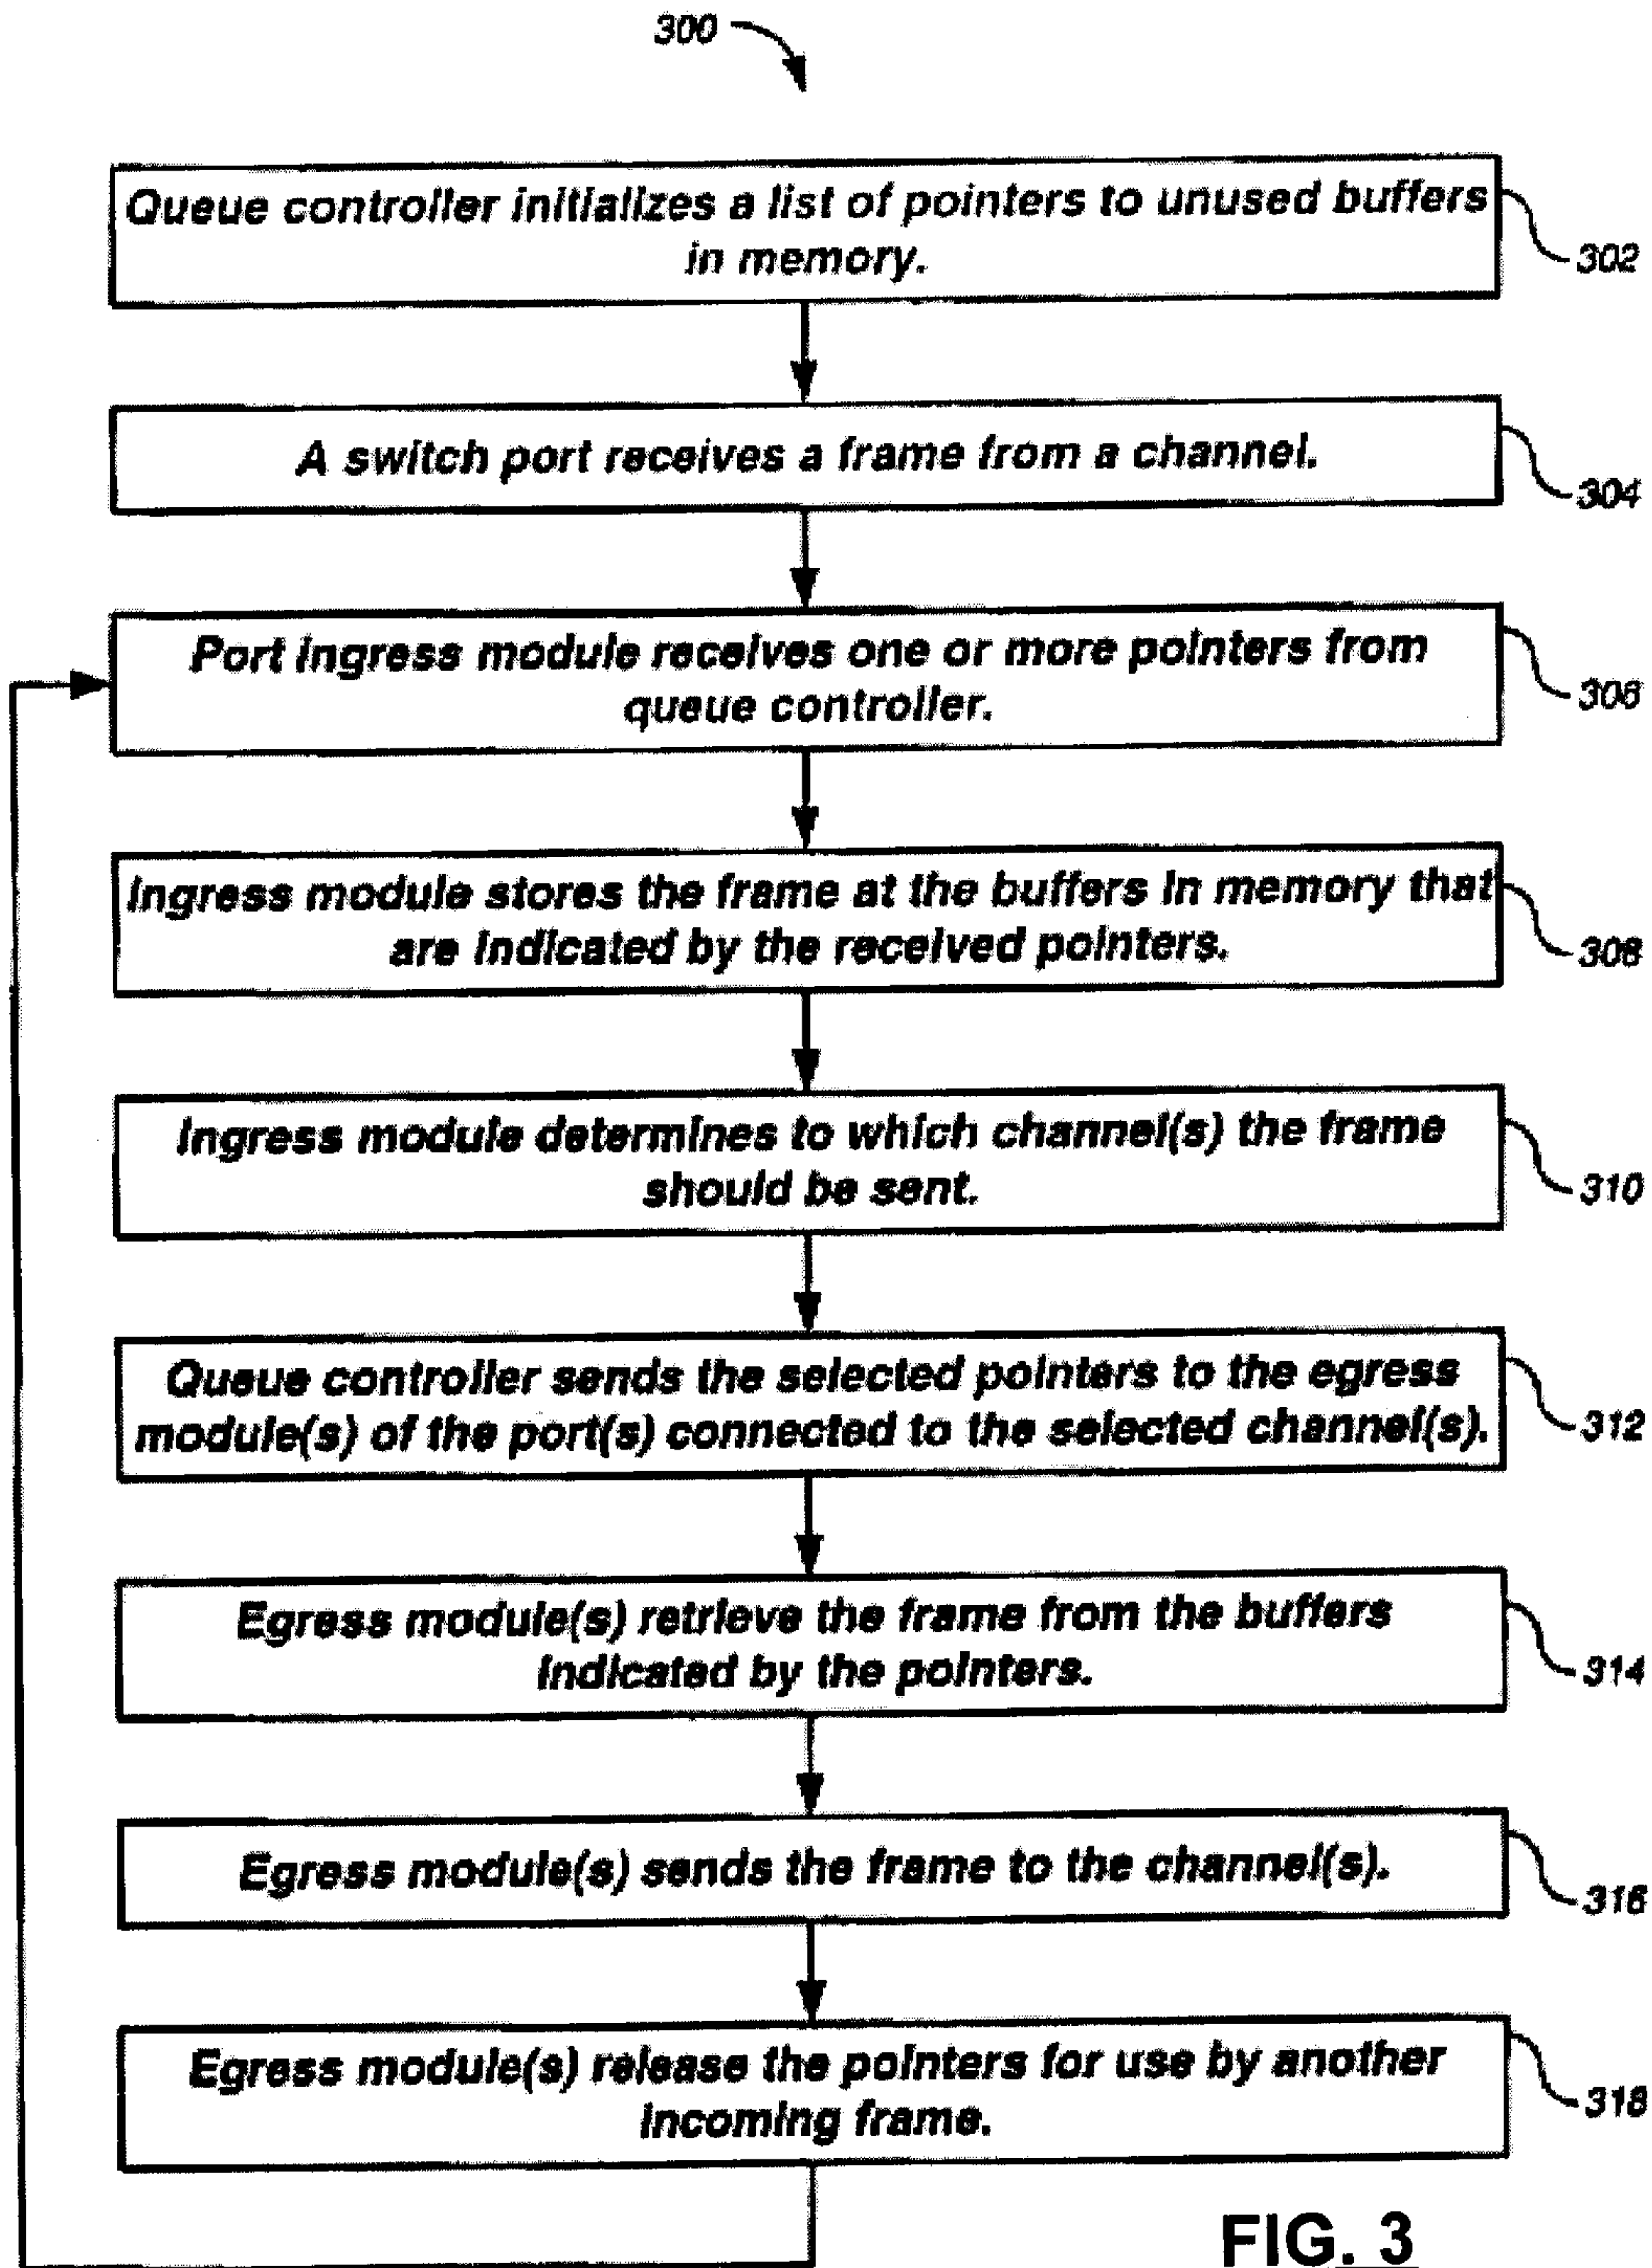 300
Queue controller initializes a list of pointers to unused buffers
in memory.
302
A switch port receives a frame from a channel.
304
Port ingress module receives one or more pointers from
queue controller.
306
Ingress module stores the frame at the buffers in memory that
are indicated by the received pointers.
308
Ingress module determines to which channel(s) the frame
should be sent.
310
Queue controller sends the selected pointers to the egress
module(s) of the port(s) connected to the selected channel(s).
312
Egress module(s) retrieve the frame from the buffers
indicated by the pointers.
314
Egress module(s) sends the frame to the channel(s).
316
Egress module(s) release the pointers for use by another
incoming frame.
318
FIG. 3